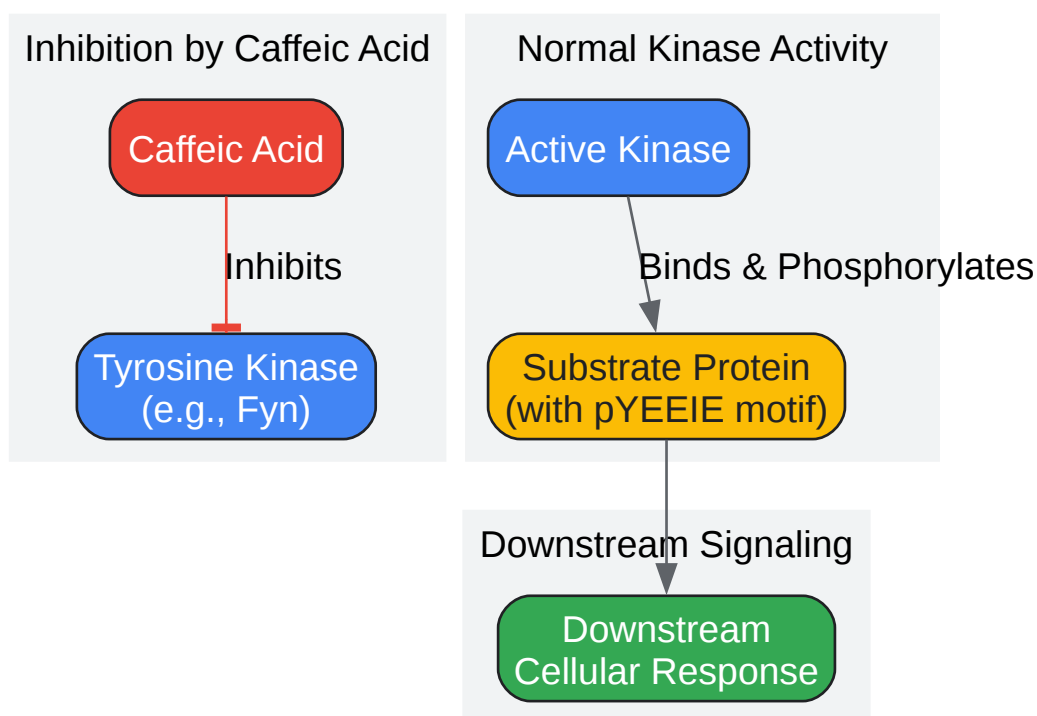 Inhibition by Caffeic Acid
Caffeic Acid
Inhibits
Tyrosine Kinase
(e.g., Fyn)
Normal Kinase Activity
Active Kinase
Binds & Phosphorylates
Substrate Protein
(with pYEEIE motif)
Downstream Signaling
Downstream
Cellular Response